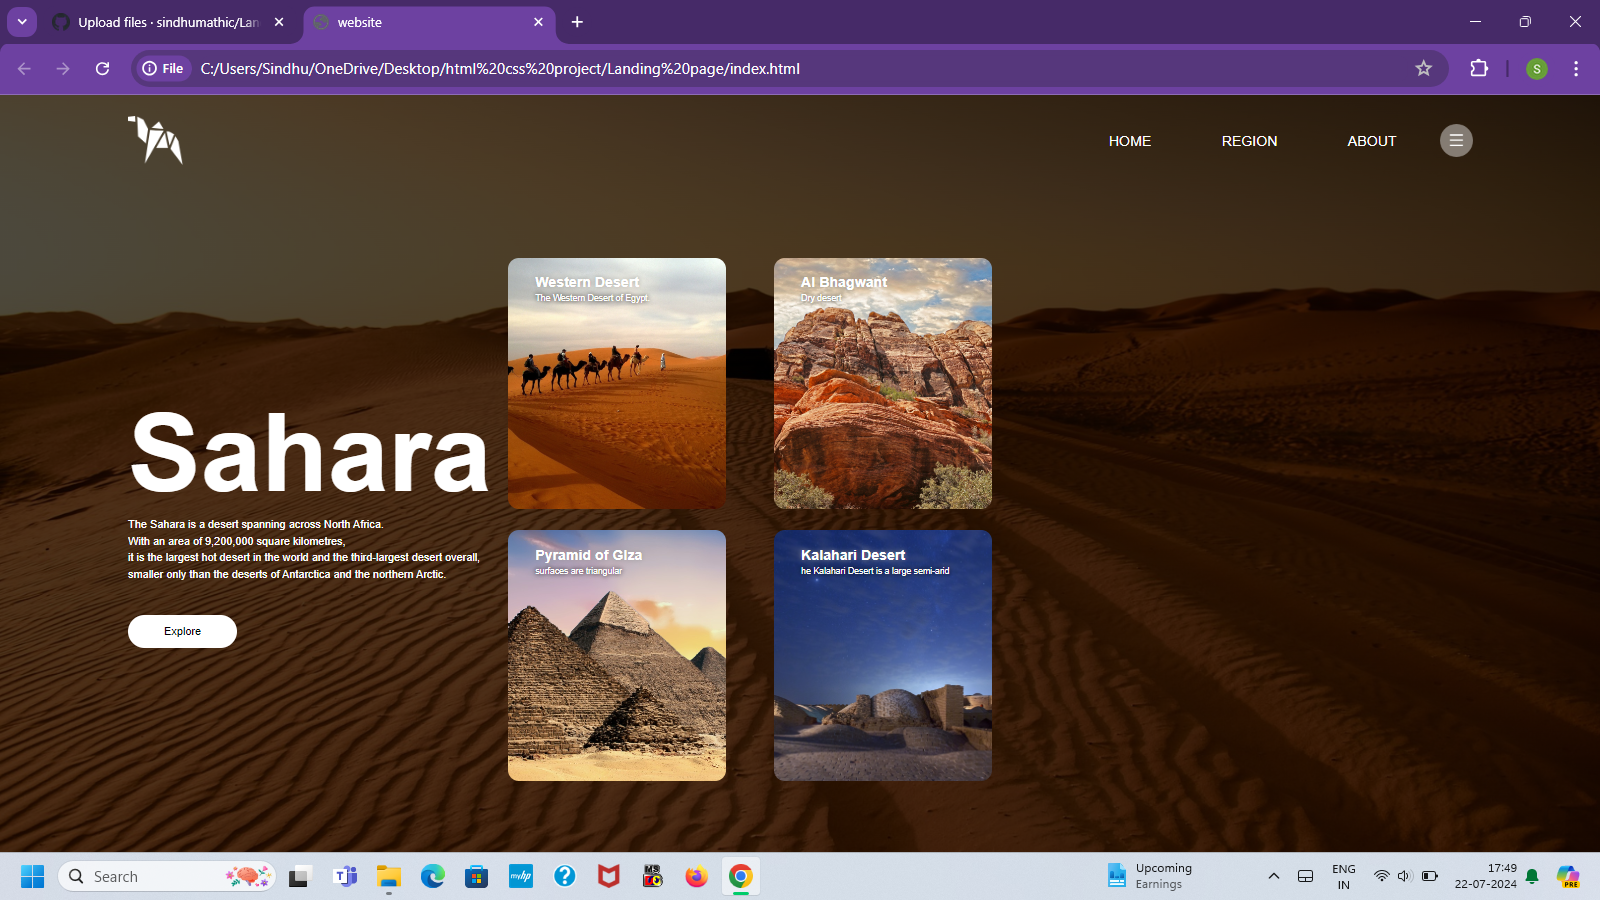 Upload files · sindhumathic/Lan
website
File
C:/Users/Sindhu/OneDrive/Desktop/html%20css%20project/Landing%20page/index.html
S
HOME
REGION
ABOUT
Western Desert
The Western Desert of Egypt.
Al Bhagwant
Dry desert
Sahara
The Sahara is a desert spanning across North Africa.
With an area of 9,200,000 square kilometres,
it is the largest hot desert in the world and the third-largest desert overall,
smaller only than the deserts of Antarctica and the northern Arctic.
Explore
Pyramid of GIza
surfaces are triangular
Kalahari Desert
he Kalahari Desert is a large semi-arid
Search
myhp
Upcoming
Earnings
ENG
IN
17:49
22-07-2024
PRE